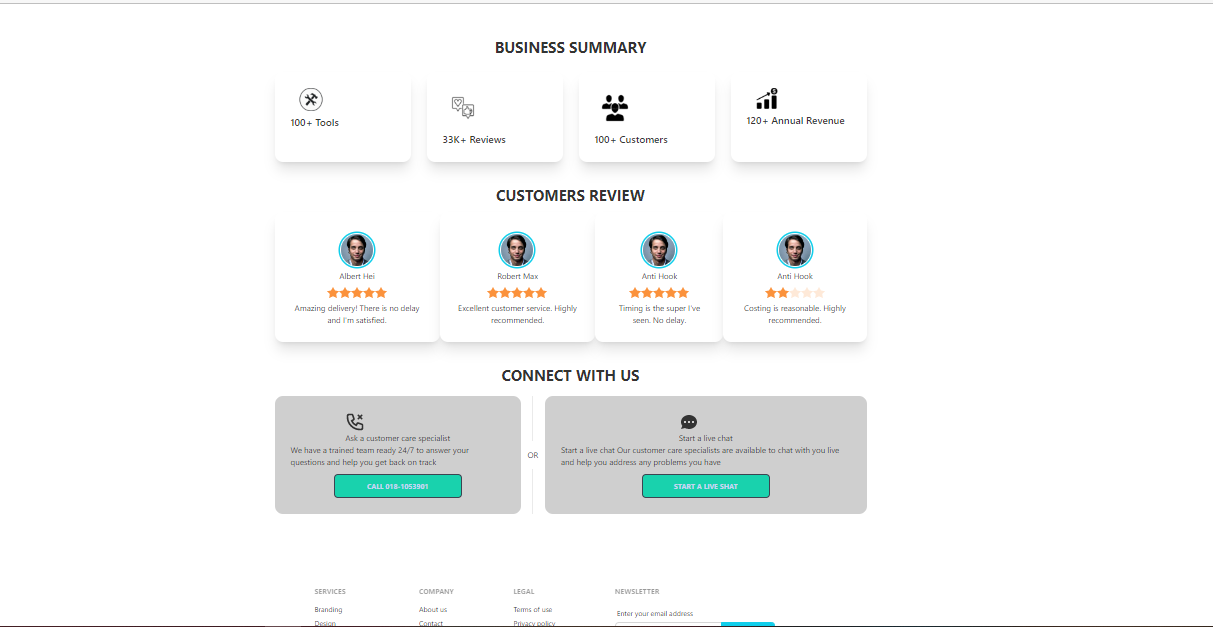 BUSINESS SUMMARY
100+ Tools
33K+ Reviews
100+ Customers
120+ Annual Revenue
CUSTOMERS REVIEW
Albert Hei
Amazing delivery! There is no delay
and I'm satisfied.
Robert Max
Excellent customer service. Highly
recommended.
Anti Hook
Timing is the super I've
seen. No delay.
Anti Hook
Costing is reasonable. Highly
recommended.
CONNECT WITH US
Ask a customer care specialist
We have a trained team ready 24/7 to answer your
questions and help you get back on track
CALL 018-1053981
OR
Start a live chat
Start a live chat Our customer care specialists are available to chat with you live
and help you address any problems you have
START A LIVE SHAT
SERVICES
Branding
Design
COMPANY
About us
Contact
LEGAL
Terms of use
Privacy policy
NEWSLETTER
Enter your email address